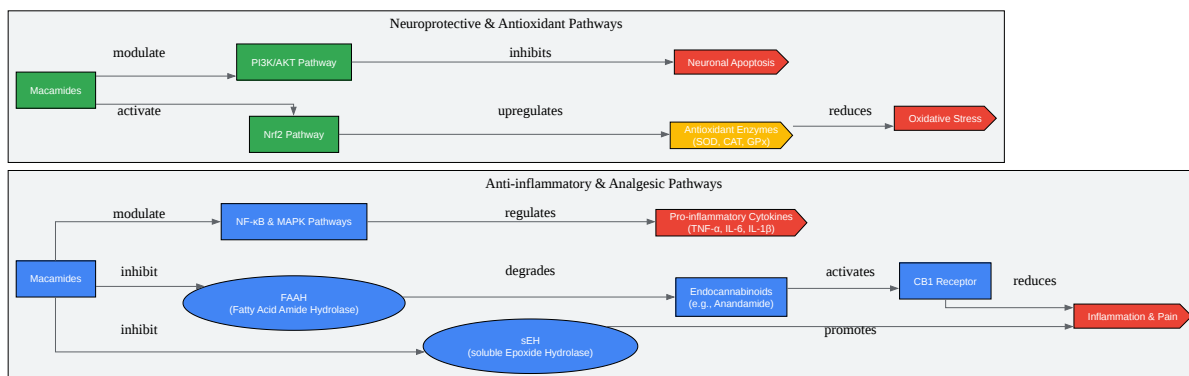 Neuroprotective & Antioxidant Pathways
modulate
PI3K/AKT Pathway
inhibits
Neuronal Apoptosis
Macamides
activate
Nrf2 Pathway
upregulates
Antioxidant Enzymes
(SOD, CAT, GPx)
reduces
Oxidative Stress
Anti-inflammatory & Analgesic Pathways
modulate
NF-κB & MAPK Pathways
regulates
Pro-inflammatory Cytokines
(TNF-α, IL-6, IL-1β)
Macamides
inhibit
FAAH
(Fatty Acid Amide Hydrolase)
degrades
Endocannabinoids
(e.g., Anandamide)
activates
CB1 Receptor
reduces
Inflammation & Pain
inhibit
sEH
(soluble Epoxide Hydrolase)
promotes